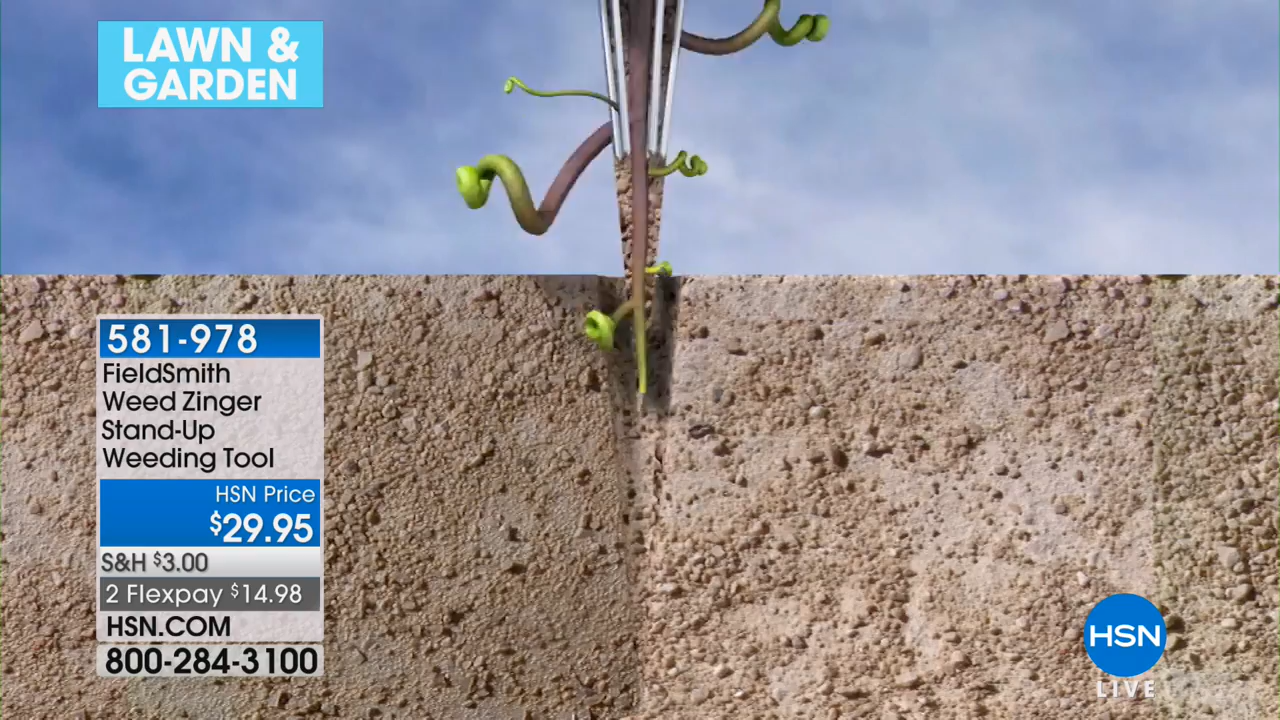 LAWN &
GARDEN
581-978
FieldSmith
Weed Zinger
Stand-Up
Weeding Tool
HSN Price
$29.95
S&H $3.00
2 Flexpay $14.98
HSN.COM
800-284-3100
HSN
LIVE